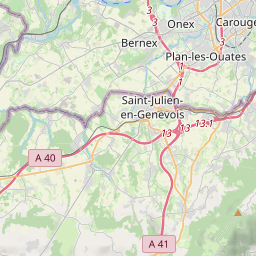 Onex
Carouge
3
Bernex
3
Plan-les-Ouates
1
1
Saint-Julien-
en-Genevois
13
13
13.1
A 40
A 41